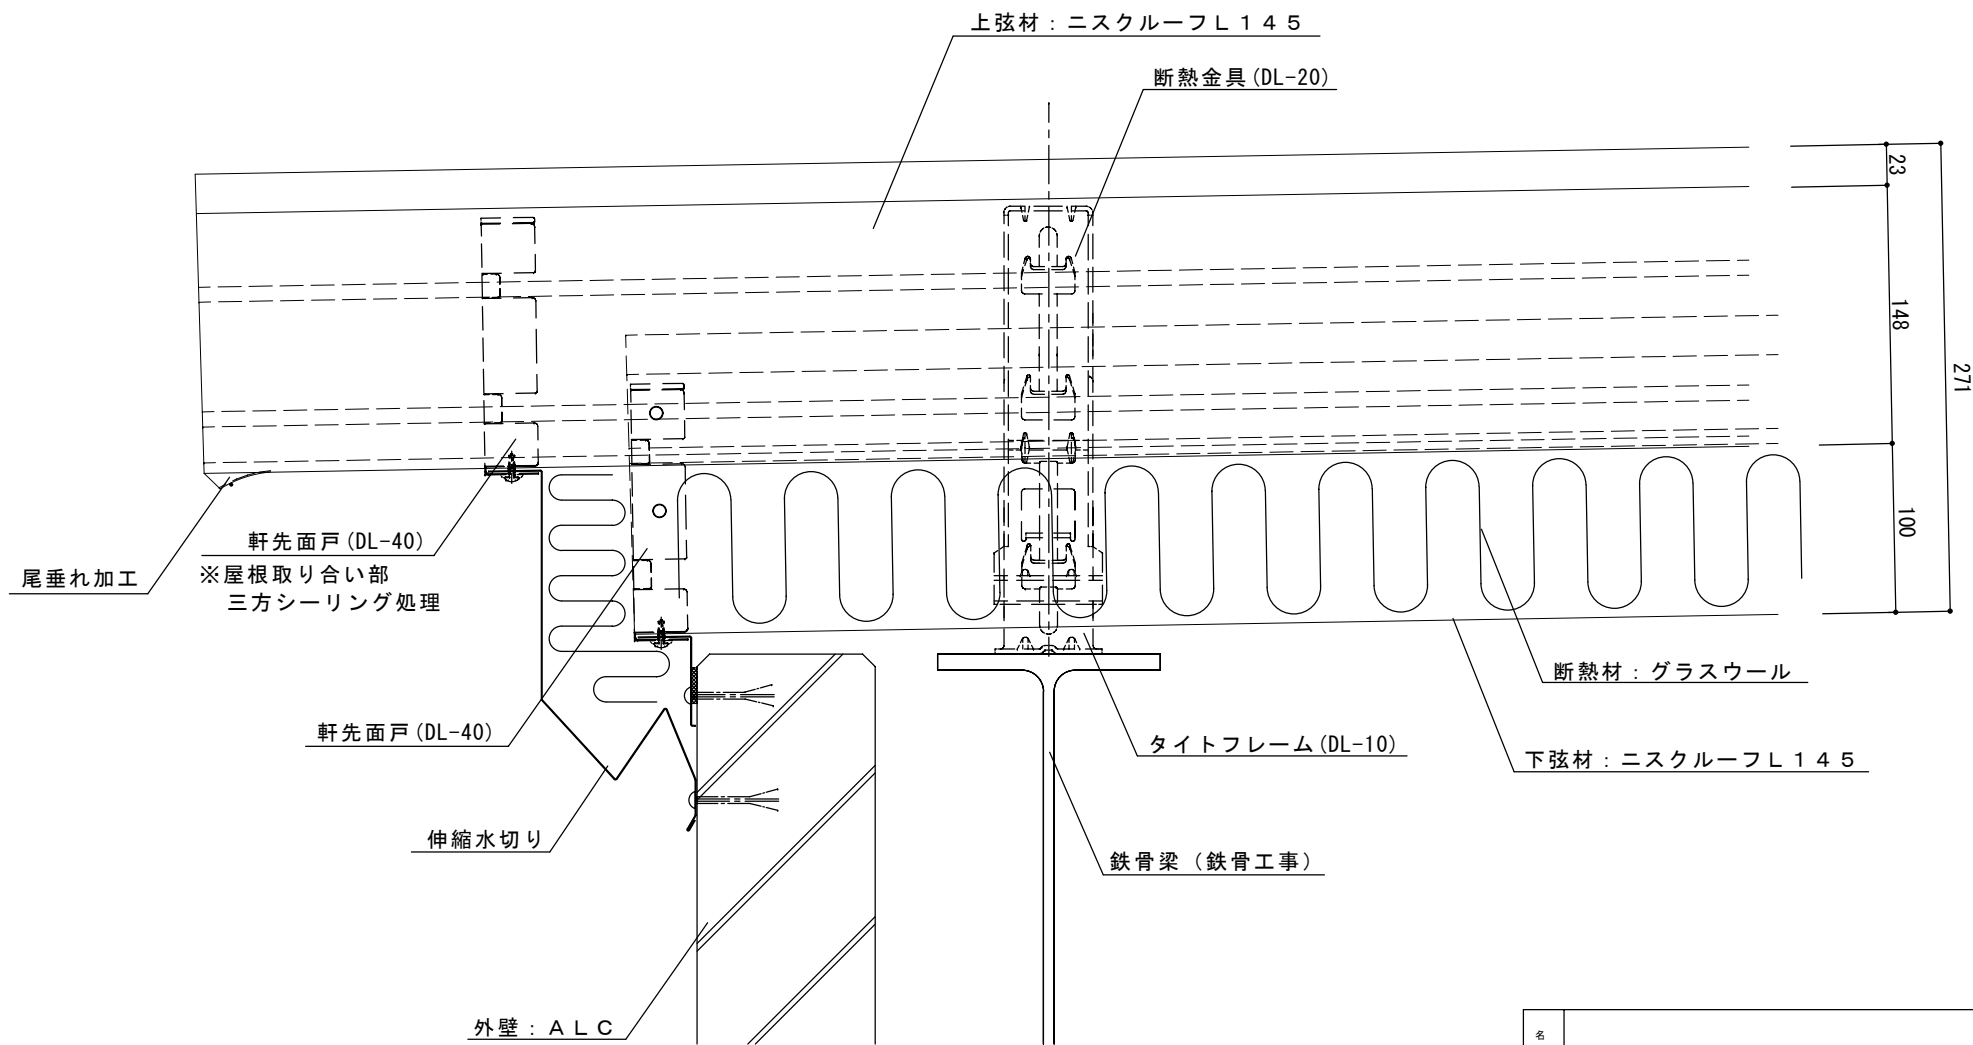 上弦材：ニスクルーフＬ１４５
断熱金具(DL-20)
23
148
271
100
軒先面戸(DL-40)
※屋根取り合い部
三方シーリング処理
尾垂れ加工
断熱材：グラスウール
軒先面戸(DL-40)
タイトフレーム(DL-10)
下弦材：ニスクルーフＬ１４５
伸縮水切り
鉄骨梁（鉄骨工事）
外壁：ＡＬＣ
名